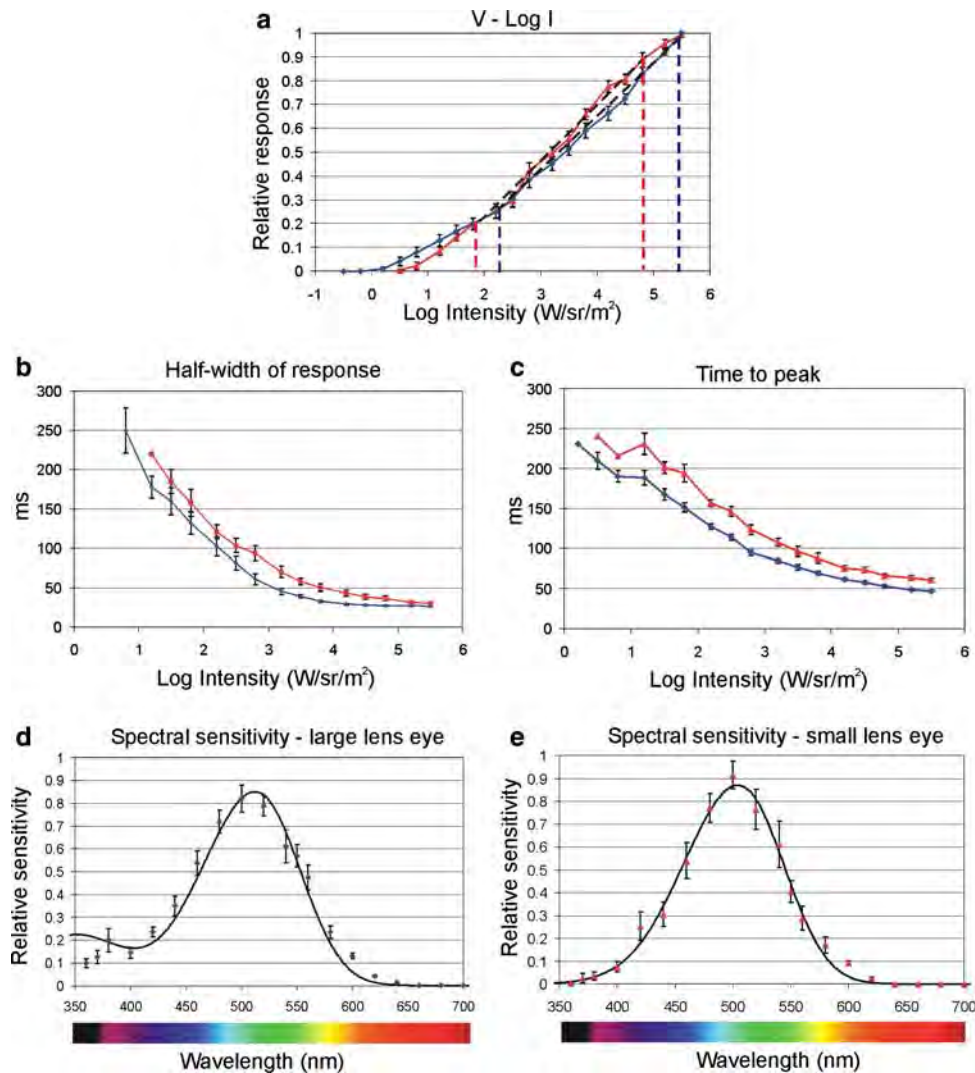 a
V - Log I
Relative response
1
0.9
0.8
0.7
0.6
0.5
0.4
0.3
0.2
0.1
0
-1 0 1 2 3 4 5 6
Log Intensity (W/sr/m²)
b
Half-width of response
ms
300
250
200
150
100
50
0
0 1 2 3 4 5 6
Log Intensity (W/sr/m²)
c
Time to peak
ms
300
250
200
150
100
50
0
0 1 2 3 4 5 6
Log Intensity (W/sr/m²)
d
Spectral sensitivity - large lens eye
Relative sensitivity
1
0.9
0.8
0.7
0.6
0.5
0.4
0.3
0.2
0.1
0
350 400 450 500 550 600 650 700
Wavelength (nm)
e
Spectral sensitivity - small lens eye
Relative sensitivity
1
0.9
0.8
0.7
0.6
0.5
0.4
0.3
0.2
0.1
0
350 400 450 500 550 600 650 700
Wavelength (nm)